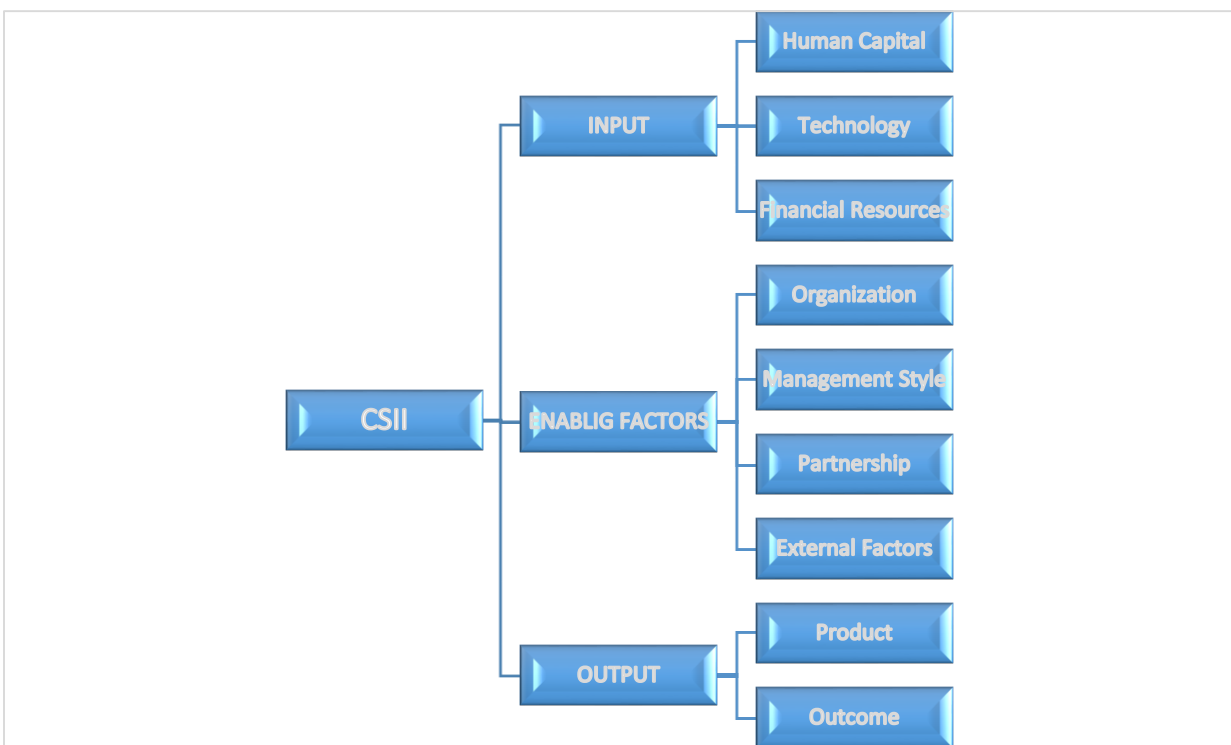 Human Capital
INPUT
Technology
Financial Resources
Organization
Management Style
CSII
ENABLIG FACTORS
Partnership
External Factors
Product
OUTPUT
Outcome